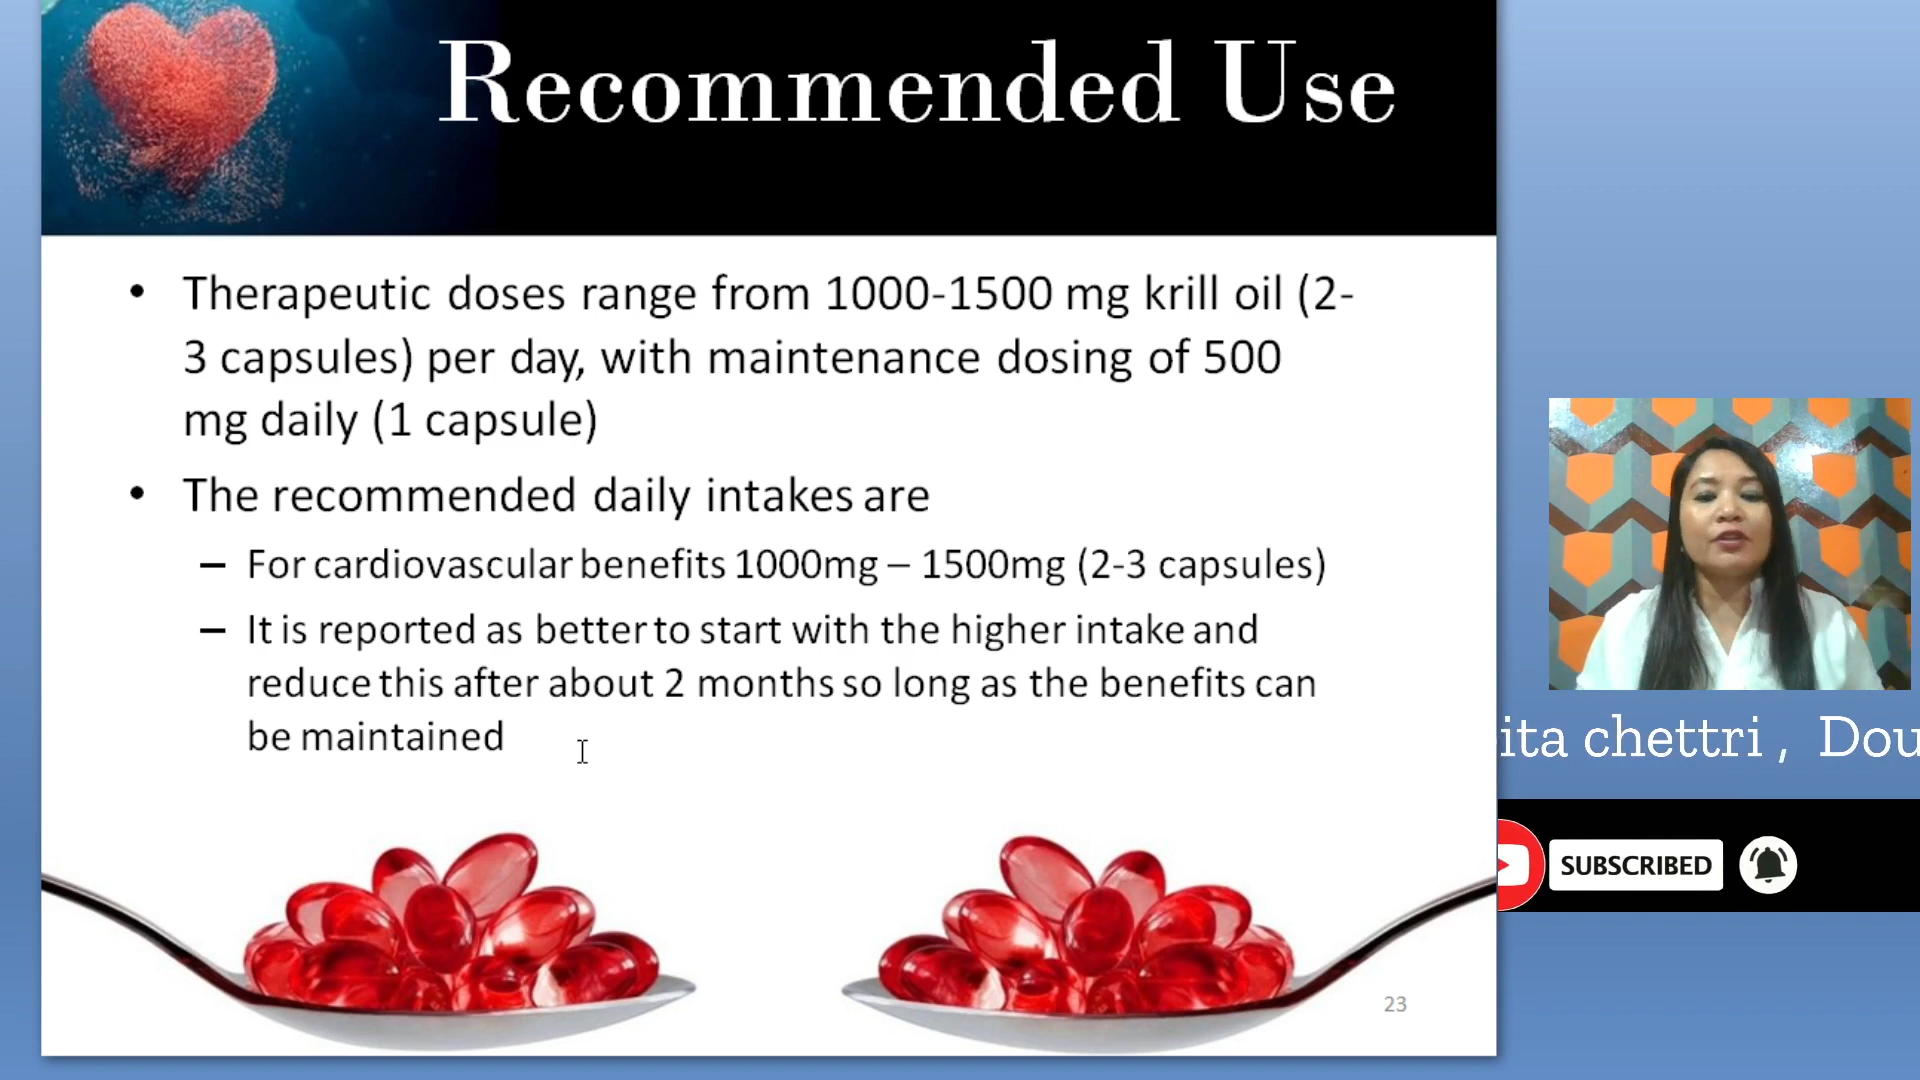 Recommended Use
• Therapeutic doses range from 1000-1500 mg krill oil (2-
3 capsules) per day, with maintenance dosing of 500
mg daily (1 capsule)
• The recommended daily intakes are
– For cardiovascular benefits 1000mg – 1500mg (2-3 capsules)
– It is reported as better to start with the higher intake and
reduce this after about 2 months so long as the benefits can
be maintained
23
ita chettri , Dou
SUBSCRIBED